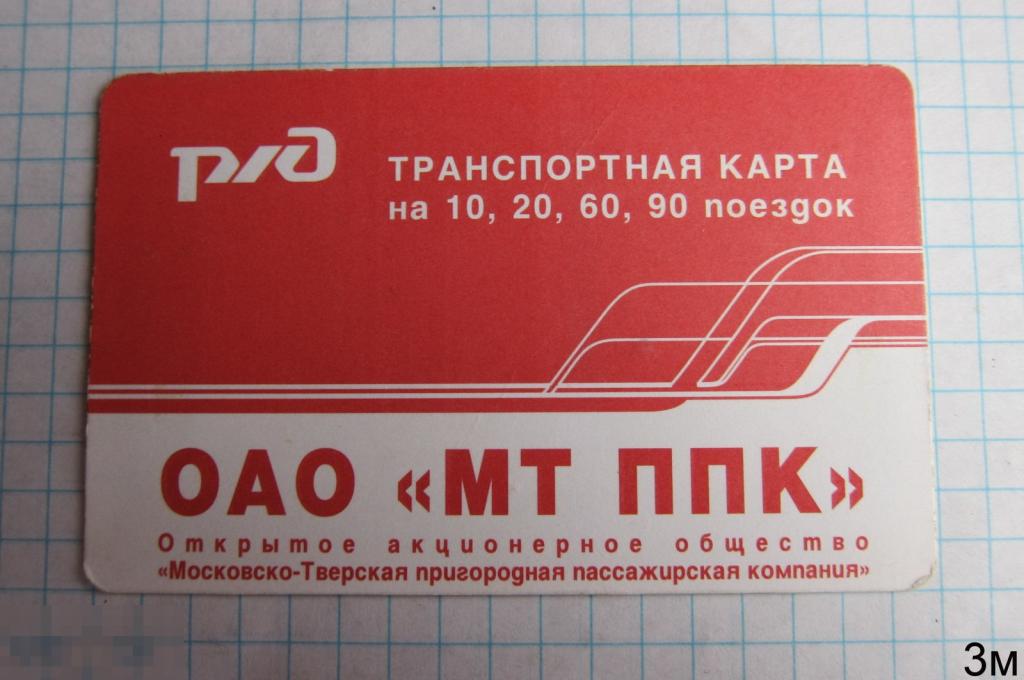 РЖД
ТРАНСПОРТНАЯ КАРТА
на 10, 20, 60, 90 поездок
ОАО «МТ ППК»
Открытое акционерное общество
«Московско-Тверская пригородная пассажирская компания»
3м